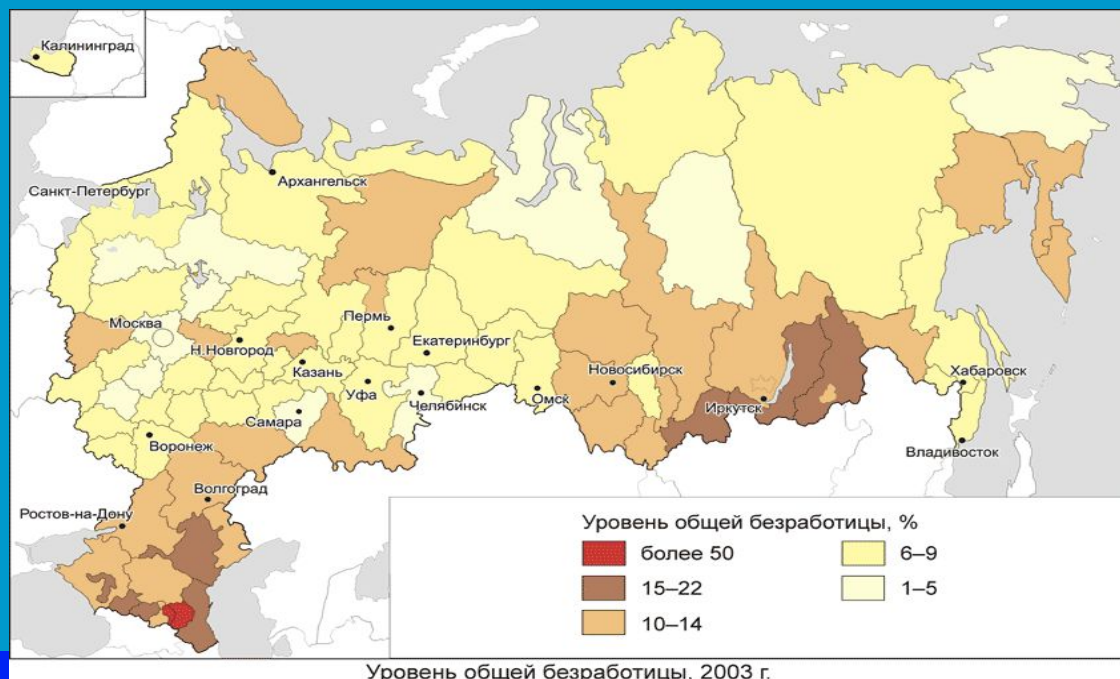 Калининград
Архангельск
Санкт-Петербург
Москва
Н.Новгород
Пермь
Екатеринбург
Казань
Уфа
Челябинск
Самара
Омск
Новосибирск
Иркутск
Хабаровск
Владивосток
Воронеж
Волгоград
Ростов-на-Дону
Уровень общей безработицы, %
более 50
15–22
10–14
6–9
1–5
Уровень общей безработицы, 2003 г.